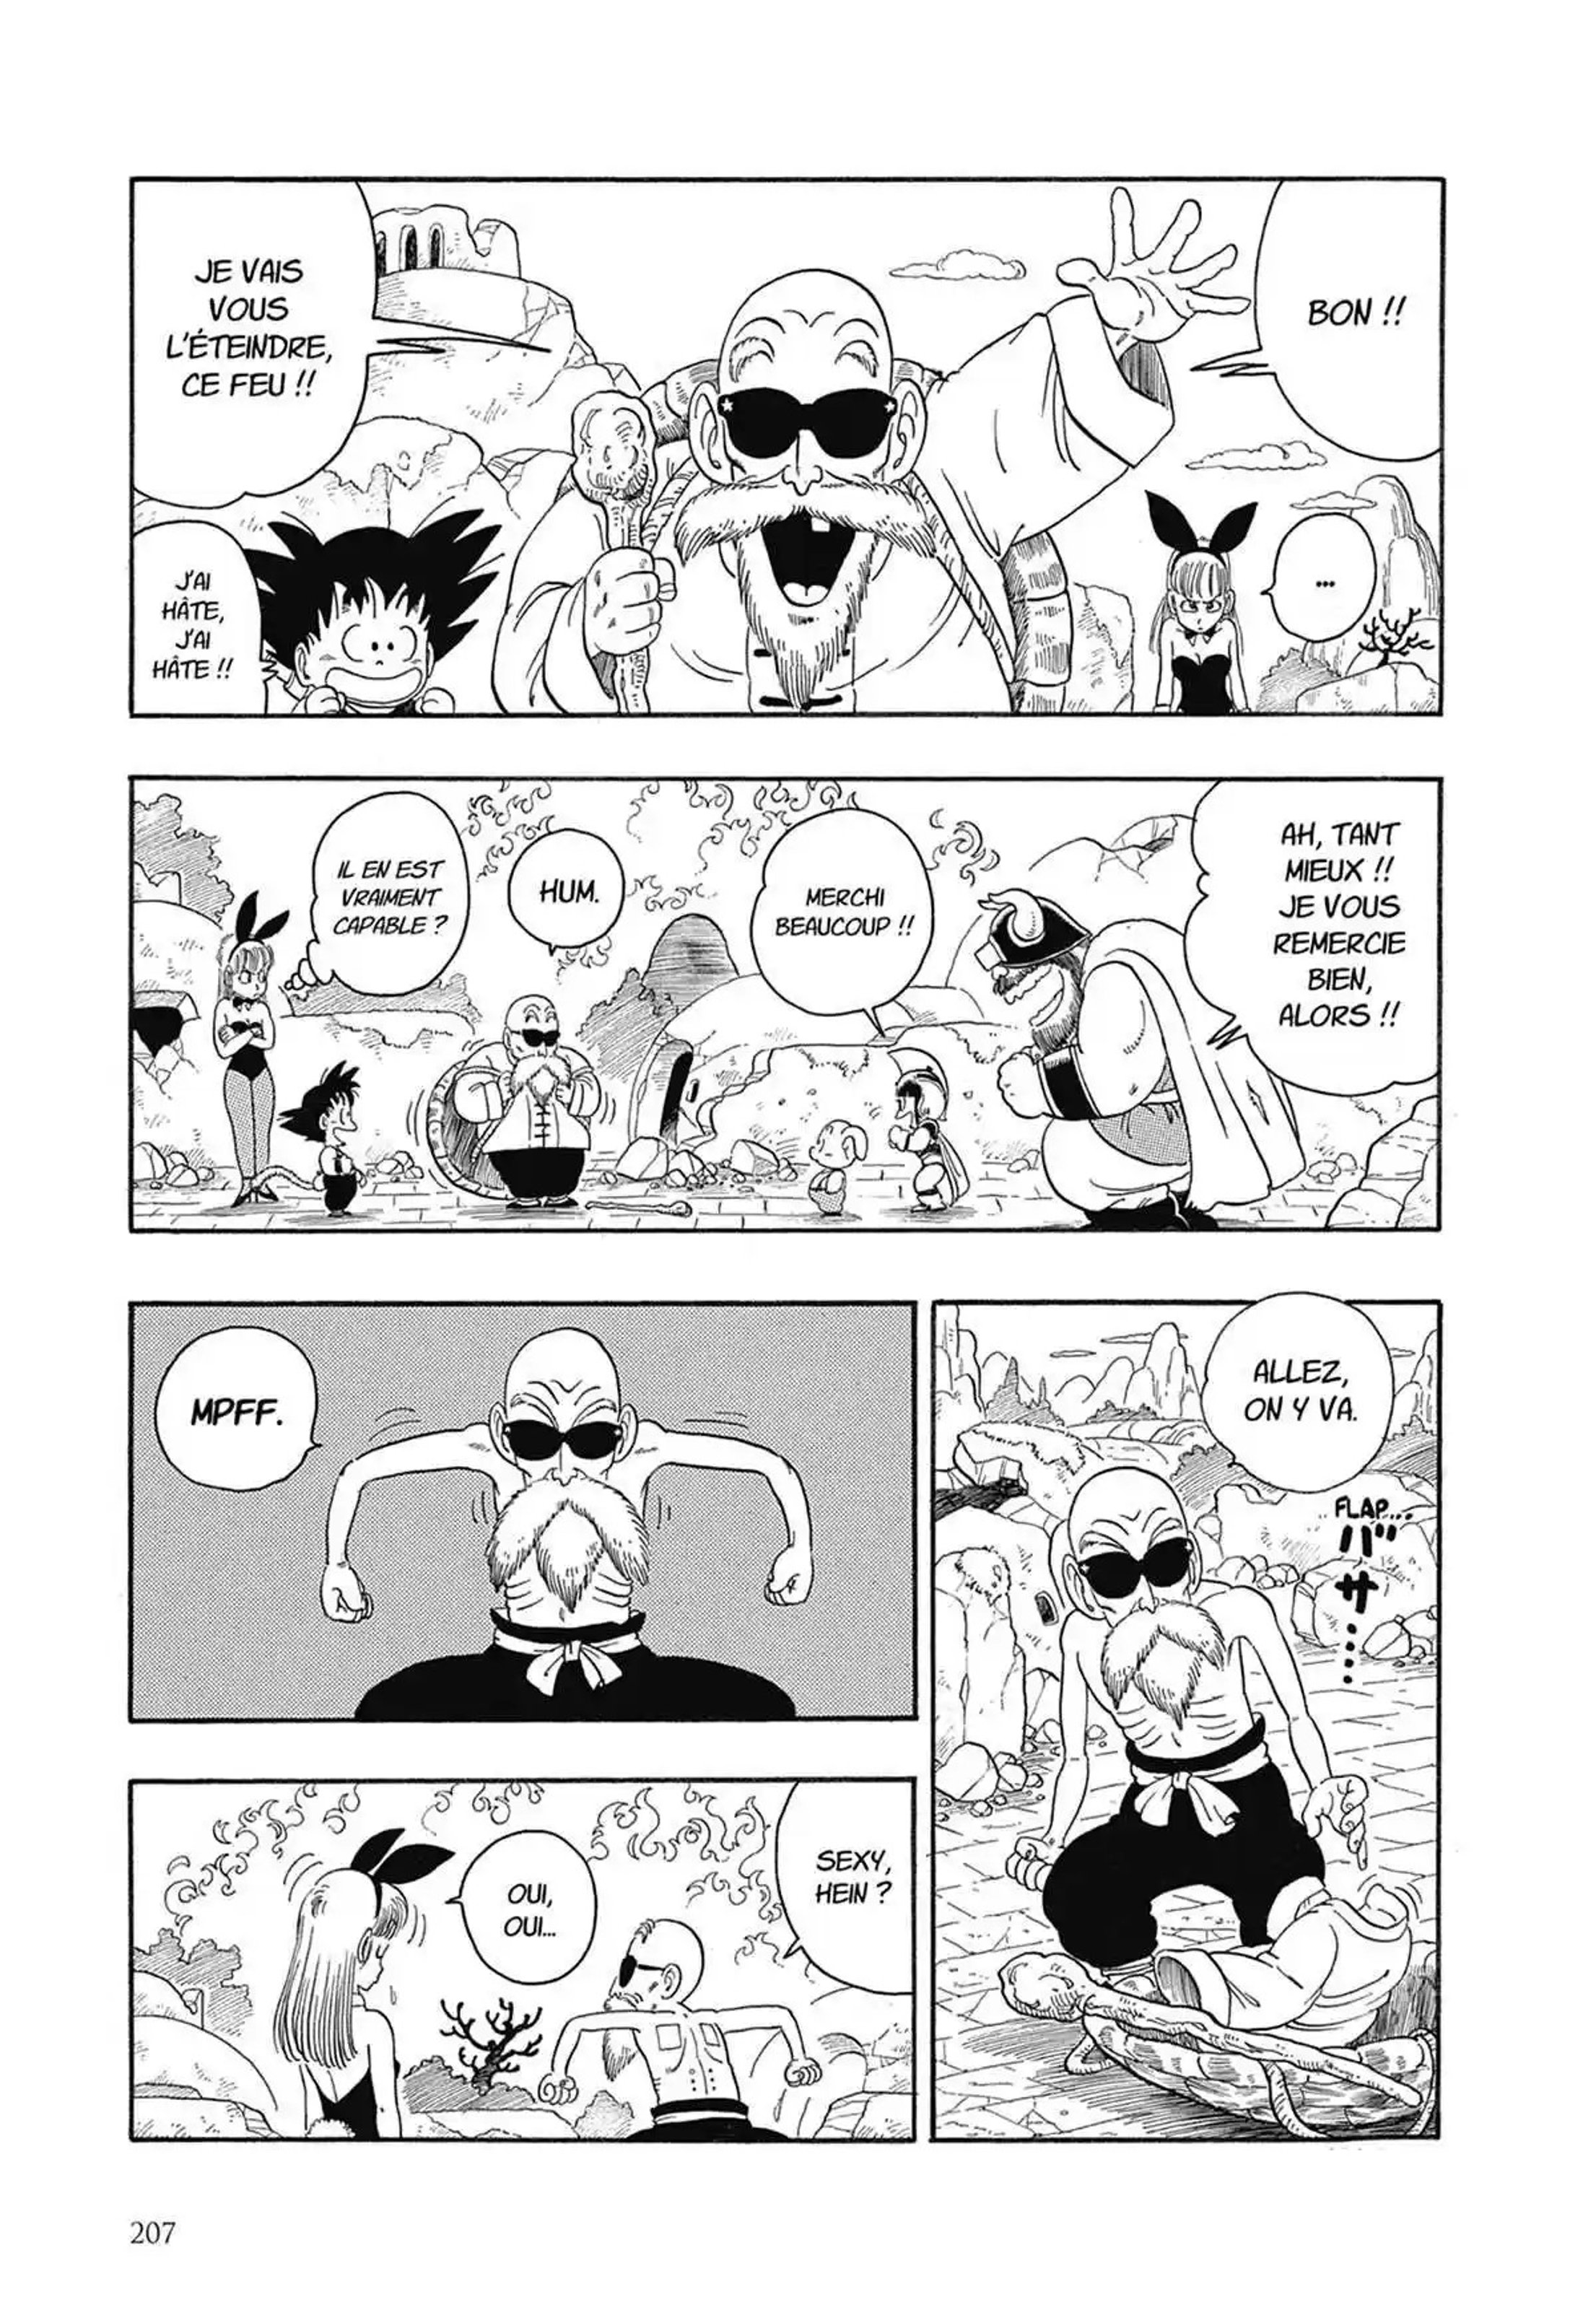 BON !!
JE VAIS
VOUS
L'ÉTEINDRE,
CE FEU !!
...
J'AI
HÂTE,
J'AI
HÂTE !!
AH, TANT
MIEUX !!
JE VOUS
REMERCIE
BIEN,
ALORS !!
MERCHI
BEAUCOUP !!
HUM.
IL EN EST
VRAIMENT
CAPABLE ?
ALLEZ,
ON Y VA.
FLAP...
バサ……
MPFF.
SEXY,
HEIN ?
OUI,
OUI...
207